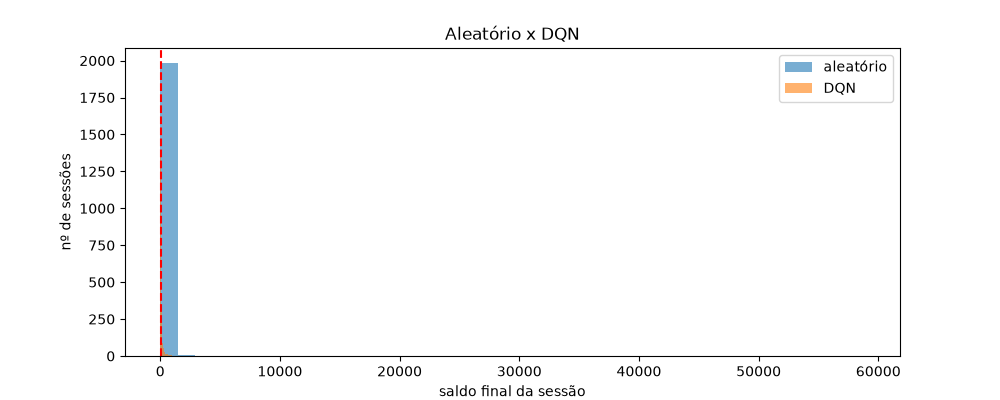 Aleatório x DQN
2000
1750
1500
1250
1000
750
500
250
0
nº de sessões
aleatório
DQN
0 10000 20000 30000 40000 50000 60000
saldo final da sessão